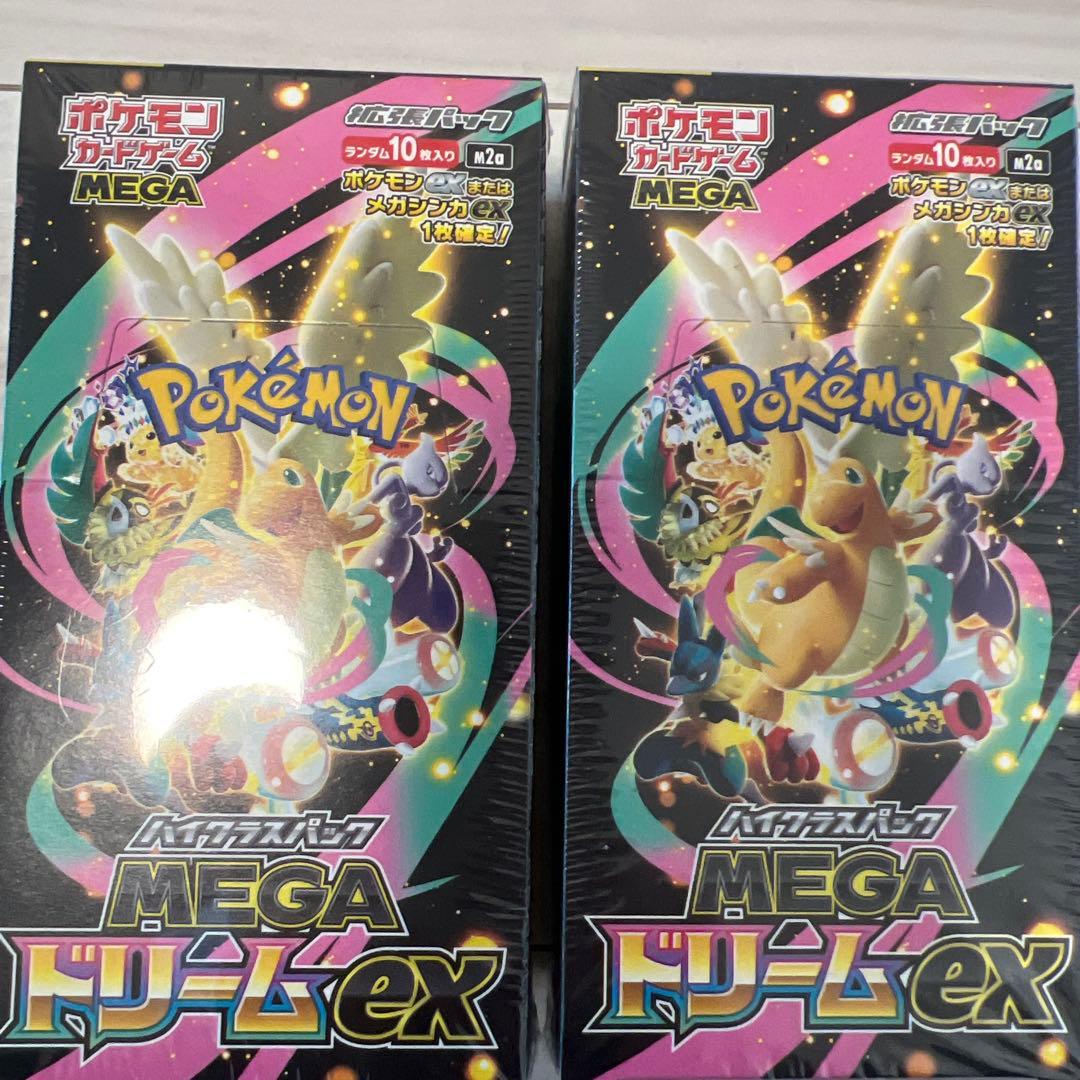 ポケモン
カードゲーム
MEGA
拡張パック
ランダム10枚入り M2a
ポケモンexまたは
メガシンカex
1枚確定!
POKéMON
ハイクラスパック
MEGA
ドリームex
ポケモン
カードゲーム
MEGA
拡張パック
ランダム10枚入り M2a
ポケモンexまたは
メガシンカex
1枚確定!
POKéMON
ハイクラスパック
MEGA
ドリームex